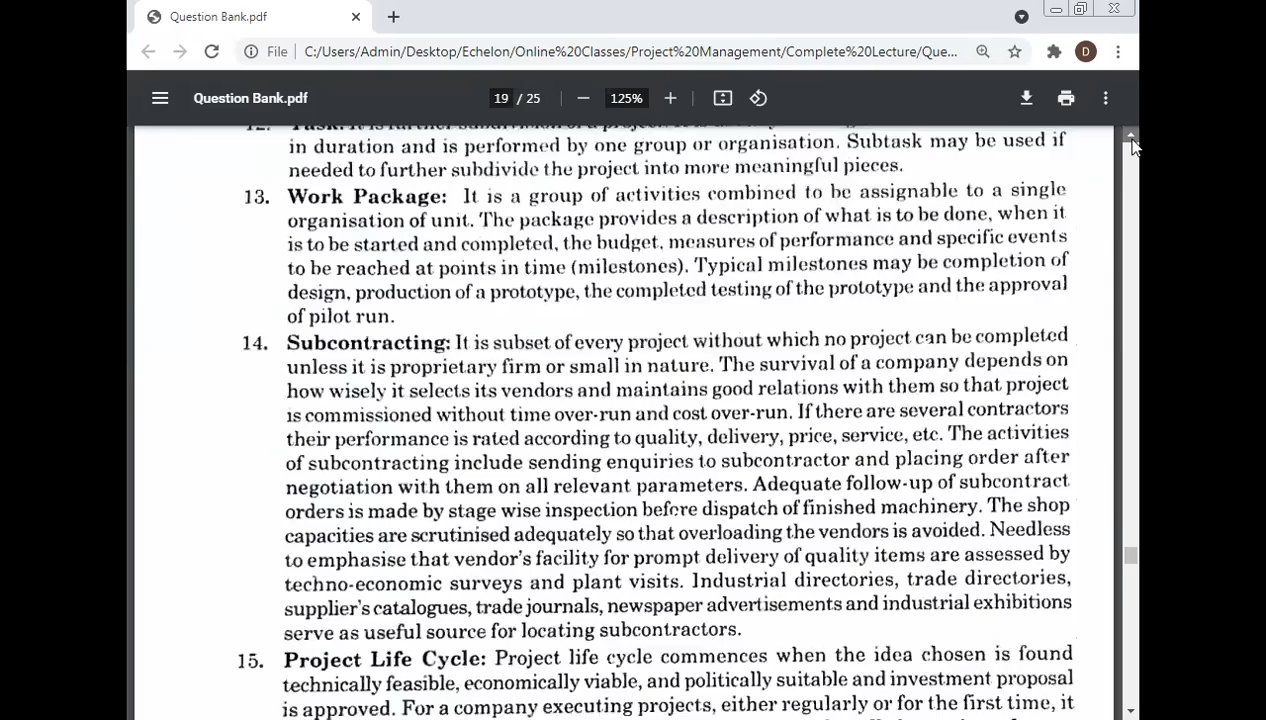 Question Bank.pdf
File C:/Users/Admin/Desktop/Echelon/Online%20Classes/Project%20Management/Complete%20Lecture/Que... D
Question Bank.pdf 19 / 25 125%
12. Task: It is further subdivision of a project. It is
in duration and is performed by one group or organisation. Subtask may be used if
needed to further subdivide the project into more meaningful pieces.
13. Work Package: It is a group of activities combined to be assignable to a single
organisation of unit. The package provides a description of what is to be done, when it
is to be started and completed, the budget, measures of performance and specific events
to be reached at points in time (milestones). Typical milestones may be completion of
design, production of a prototype, the completed testing of the prototype and the approval
of pilot run.
14. Subcontracting: It is subset of every project without which no project can be completed
unless it is proprietary firm or small in nature. The survival of a company depends on
how wisely it selects its vendors and maintains good relations with them so that project
is commissioned without time over-run and cost over-run. If there are several contractors
their performance is rated according to quality, delivery, price, service, etc. The activities
of subcontracting include sending enquiries to subcontractor and placing order after
negotiation with them on all relevant parameters. Adequate follow-up of subcontract
orders is made by stage wise inspection before dispatch of finished machinery. The shop
capacities are scrutinised adequately so that overloading the vendors is avoided. Needless
to emphasise that vendor's facility for prompt delivery of quality items are assessed by
techno-economic surveys and plant visits. Industrial directories, trade directories,
supplier's catalogues, trade journals, newspaper advertisements and industrial exhibitions
serve as useful source for locating subcontractors.
15. Project Life Cycle: Project life cycle commences when the idea chosen is found
technically feasible, economically viable, and politically suitable and investment proposal
is approved. For a company executing projects, either regularly or for the first time, it